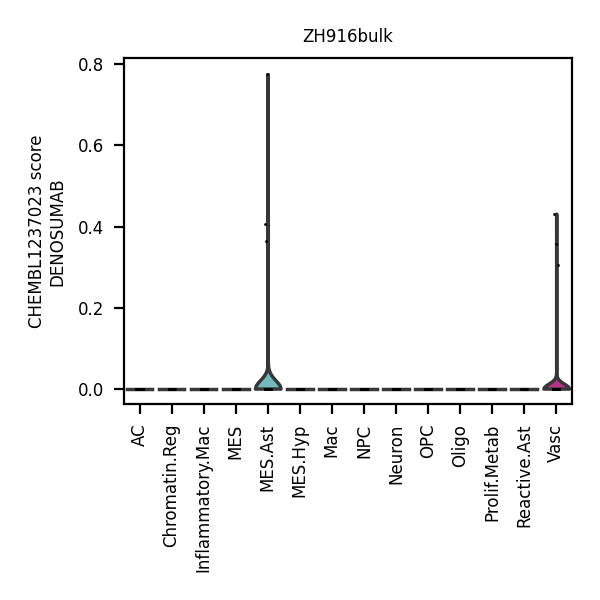 ZH916bulk
CHEMBL1237023 score
DENOSUMAB
0.8
0.6
0.4
0.2
0.0
AC
Chromatin.Reg
Inflammatory.Mac
MES
MES.Ast
MES.Hyp
Mac
NPC
Neuron
OPC
Oligo
Prolif.Metab
Reactive.Ast
Vasc